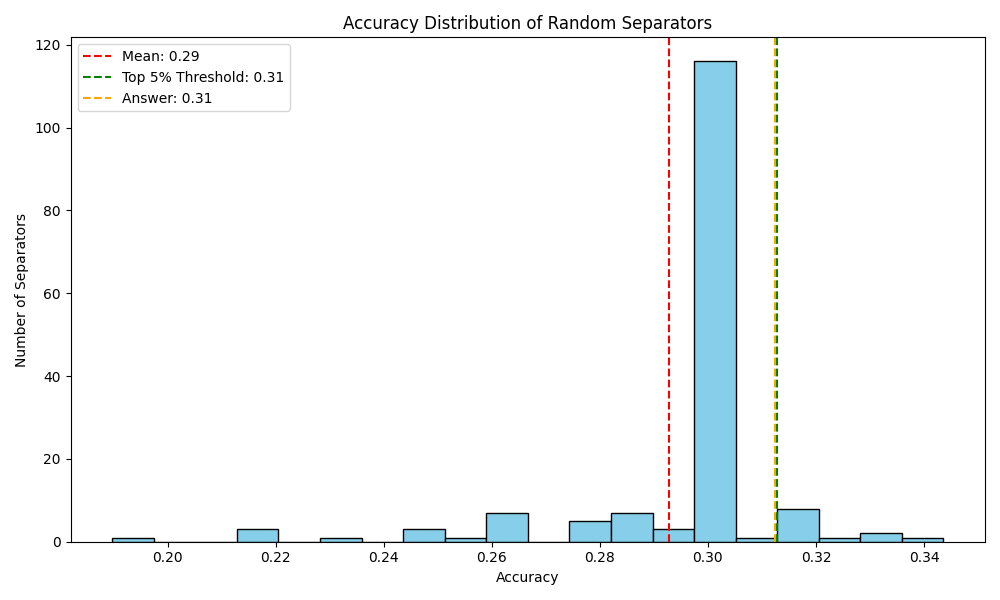 Accuracy Distribution of Random Separators
Mean: 0.29
Top 5% Threshold: 0.31
Answer: 0.31
Number of Separators
120
100
80
60
40
20
0
0.20 0.22 0.24 0.26 0.28 0.30 0.32 0.34
Accuracy